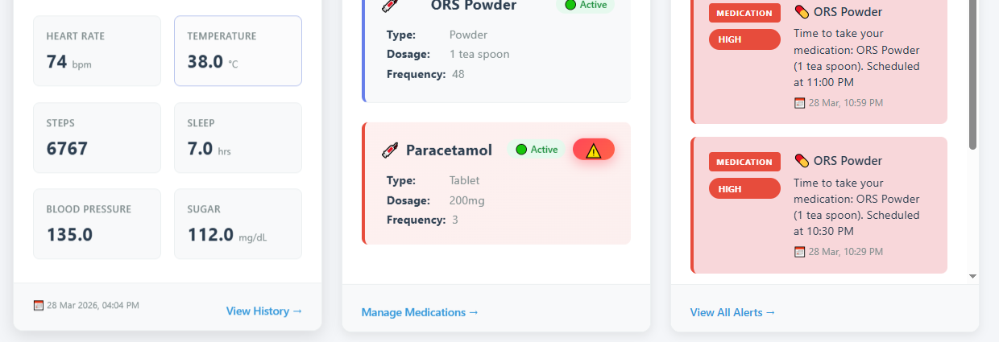 HEART RATE
74 bpm
TEMPERATURE
38.0 °C
STEPS
6767
SLEEP
7.0 hrs
BLOOD PRESSURE
135.0
SUGAR
112.0 mg/dL
28 Mar 2026, 04:04 PM
View History →
ORS Powder
Active
Type: Powder
Dosage: 1 tea spoon
Frequency: 48
Paracetamol
Active
Type: Tablet
Dosage: 200mg
Frequency: 3
Manage Medications →
MEDICATION
HIGH
ORS Powder
Time to take your
medication: ORS Powder
(1 tea spoon). Scheduled
at 11:00 PM
28 Mar, 10:59 PM
MEDICATION
HIGH
ORS Powder
Time to take your
medication: ORS Powder
(1 tea spoon). Scheduled
at 10:30 PM
28 Mar, 10:29 PM
View All Alerts →